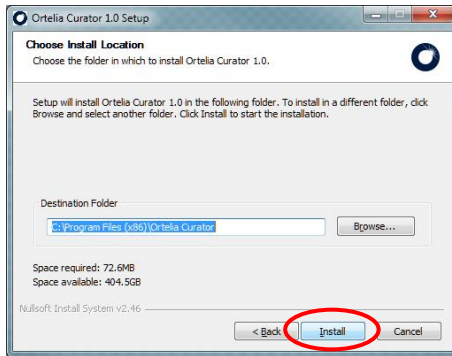 Ortelia Curator 1.0 Setup
Choose Install Location
Choose the folder in which to install Ortelia Curator 1.0.
Setup will install Ortelia Curator 1.0 in the following folder. To install in a different folder, click
Browse and select another folder. Click Install to start the installation.
Destination Folder
C:\Program Files (x86)\Ortelia Curator
Browse...
Space required: 72.6MB
Space available: 404.5GB
Nullsoft Install System v2.46
< Back
Install
Cancel